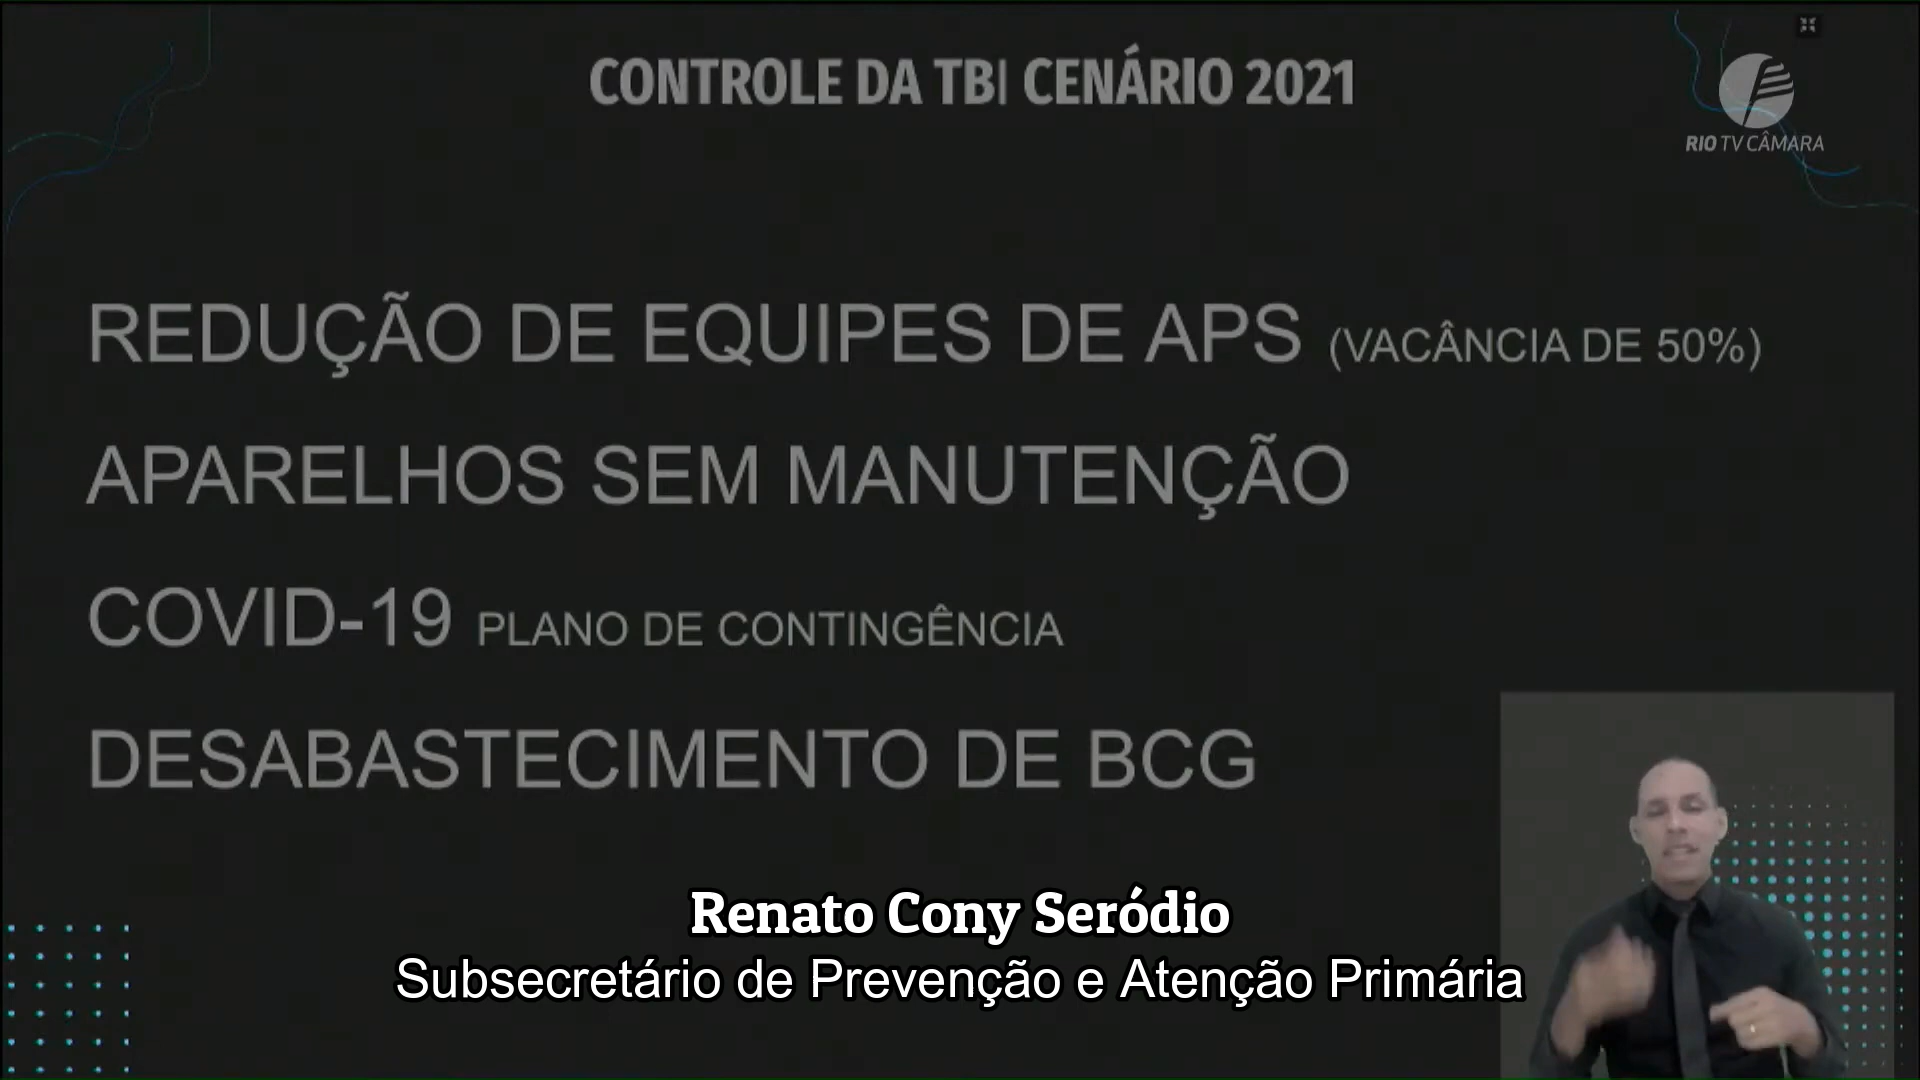 CONTROLE DA TB| CENÁRIO 2021
RIO TV CÂMARA
REDUÇÃO DE EQUIPES DE APS (VACÂNCIA DE 50%)
APARELHOS SEM MANUTENÇÃO
COVID-19 PLANO DE CONTINGÊNCIA
DESABASTECIMENTO DE BCG
Renato Cony Seródio
Subsecretário de Prevenção e Atenção Primária